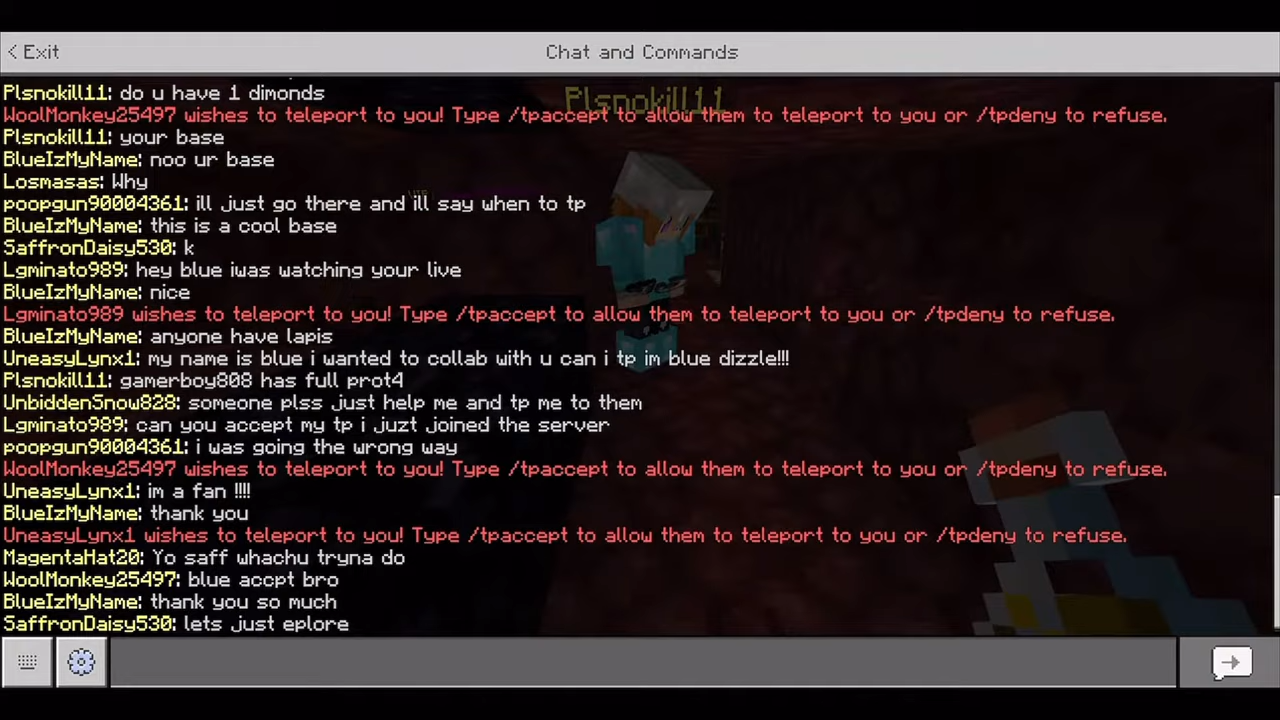 < Exit
Chat and Commands
Plsnokill11
Plsnokill11: do u have 1 dimonds
WoolMonkey25497 wishes to teleport to you! Type /tpaccept to allow them to teleport to you or /tpdeny to refuse.
Plsnokill11: your base
BlueIzMyName: noo ur base
Losmasas: Why
poopgun90004361: ill just go there and ill say when to tp
BlueIzMyName: this is a cool base
SaffronDaisy530: k
Lgminato989: hey blue iwas watching your live
BlueIzMyName: nice
Lgminato989 wishes to teleport to you! Type /tpaccept to allow them to teleport to you or /tpdeny to refuse.
BlueIzMyName: anyone have lapis
UneasyLynx1: my name is blue i wanted to collab with u can i tp im blue dizzle!!!
Plsnokill11: gamerboy808 has full prot4
UnbiddenSnow828: someone plss just help me and tp me to them
Lgminato989: can you accept my tp i juzt joined the server
poopgun90004361: i was going the wrong way
WoolMonkey25497 wishes to teleport to you! Type /tpaccept to allow them to teleport to you or /tpdeny to refuse.
UneasyLynx1: im a fan !!!!
BlueIzMyName: thank you
UneasyLynx1 wishes to teleport to you! Type /tpaccept to allow them to teleport to you or /tpdeny to refuse.
MagentaHat20: Yo saff whachu tryna do
WoolMonkey25497: blue accpt bro
BlueIzMyName: thank you so much
SaffronDaisy530: lets just eplore